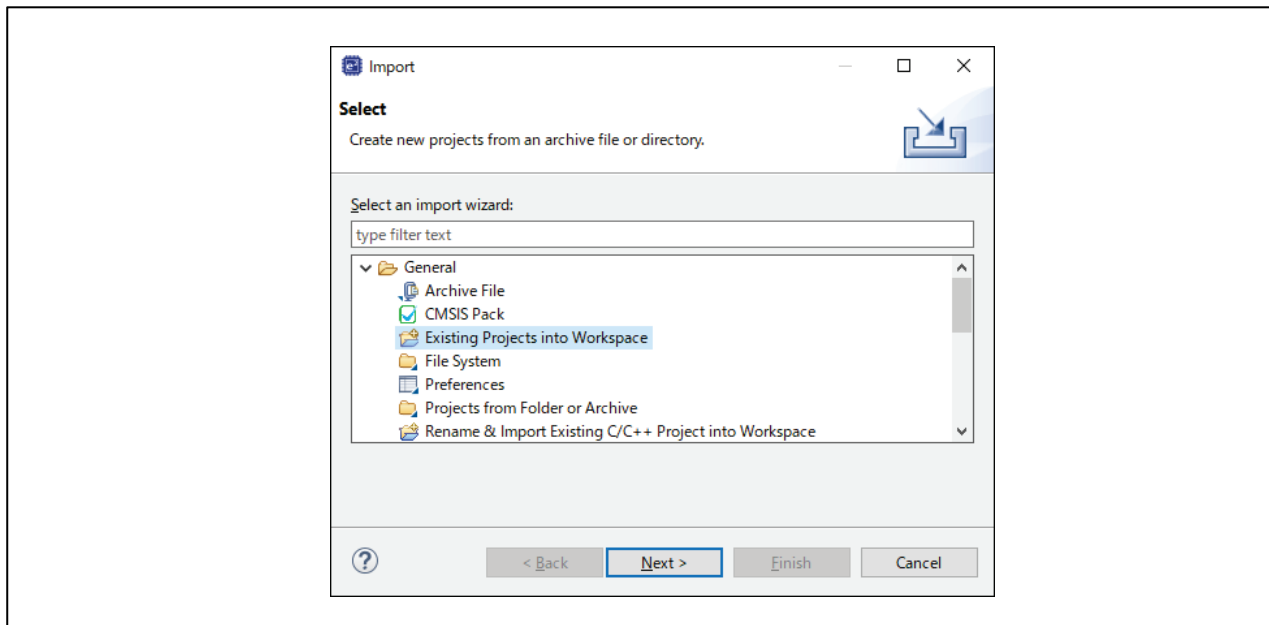 e² Import
Select
Create new projects from an archive file or directory.
Select an import wizard:
type filter text
General
Archive File
CMSIS Pack
Existing Projects into Workspace
File System
Preferences
Projects from Folder or Archive
Rename & Import Existing C/C++ Project into Workspace
? < Back Next > Finish Cancel